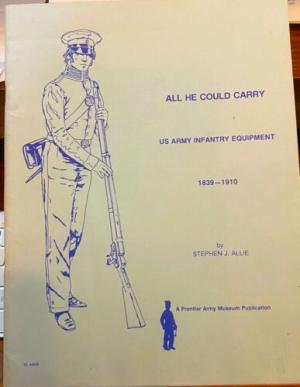 ALL HE COULD CARRY
US ARMY INFANTRY EQUIPMENT
1839—1910
by
STEPHEN J. ALLIE
A Frontier Army Museum Publication